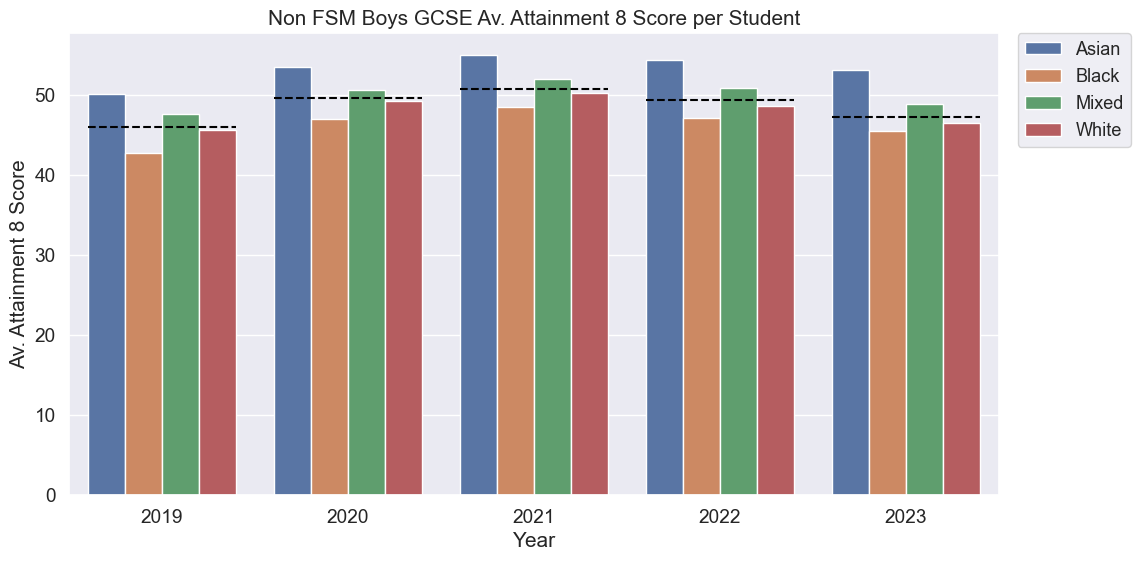 Non FSM Boys GCSE Av. Attainment 8 Score per Student
Asian
Black
Mixed
White
Av. Attainment 8 Score
50
40
30
20
10
0
2019
2020
2021
2022
2023
Year